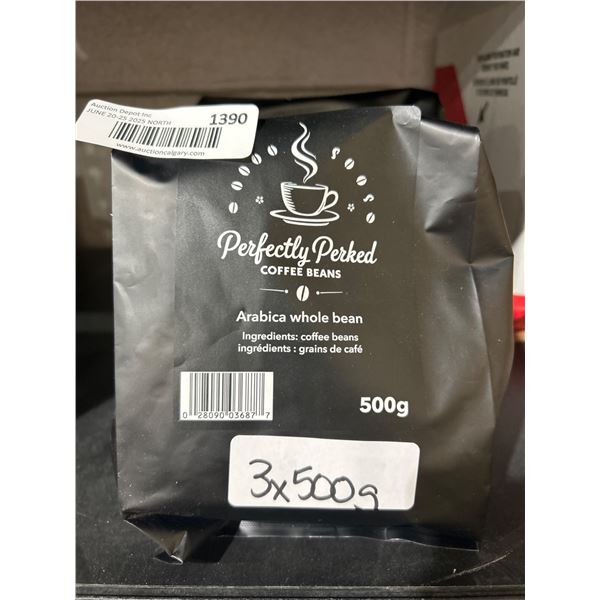 Auction Depot Inc
JUNE 20-25 2025 NORTH
1390
www.auctioncalgary.com
Perfectly Perked
COFFEE BEANS
Arabica whole bean
Ingredients: coffee beans
ingrédients : grains de café
500g
0 28090 03687 7
3x500g